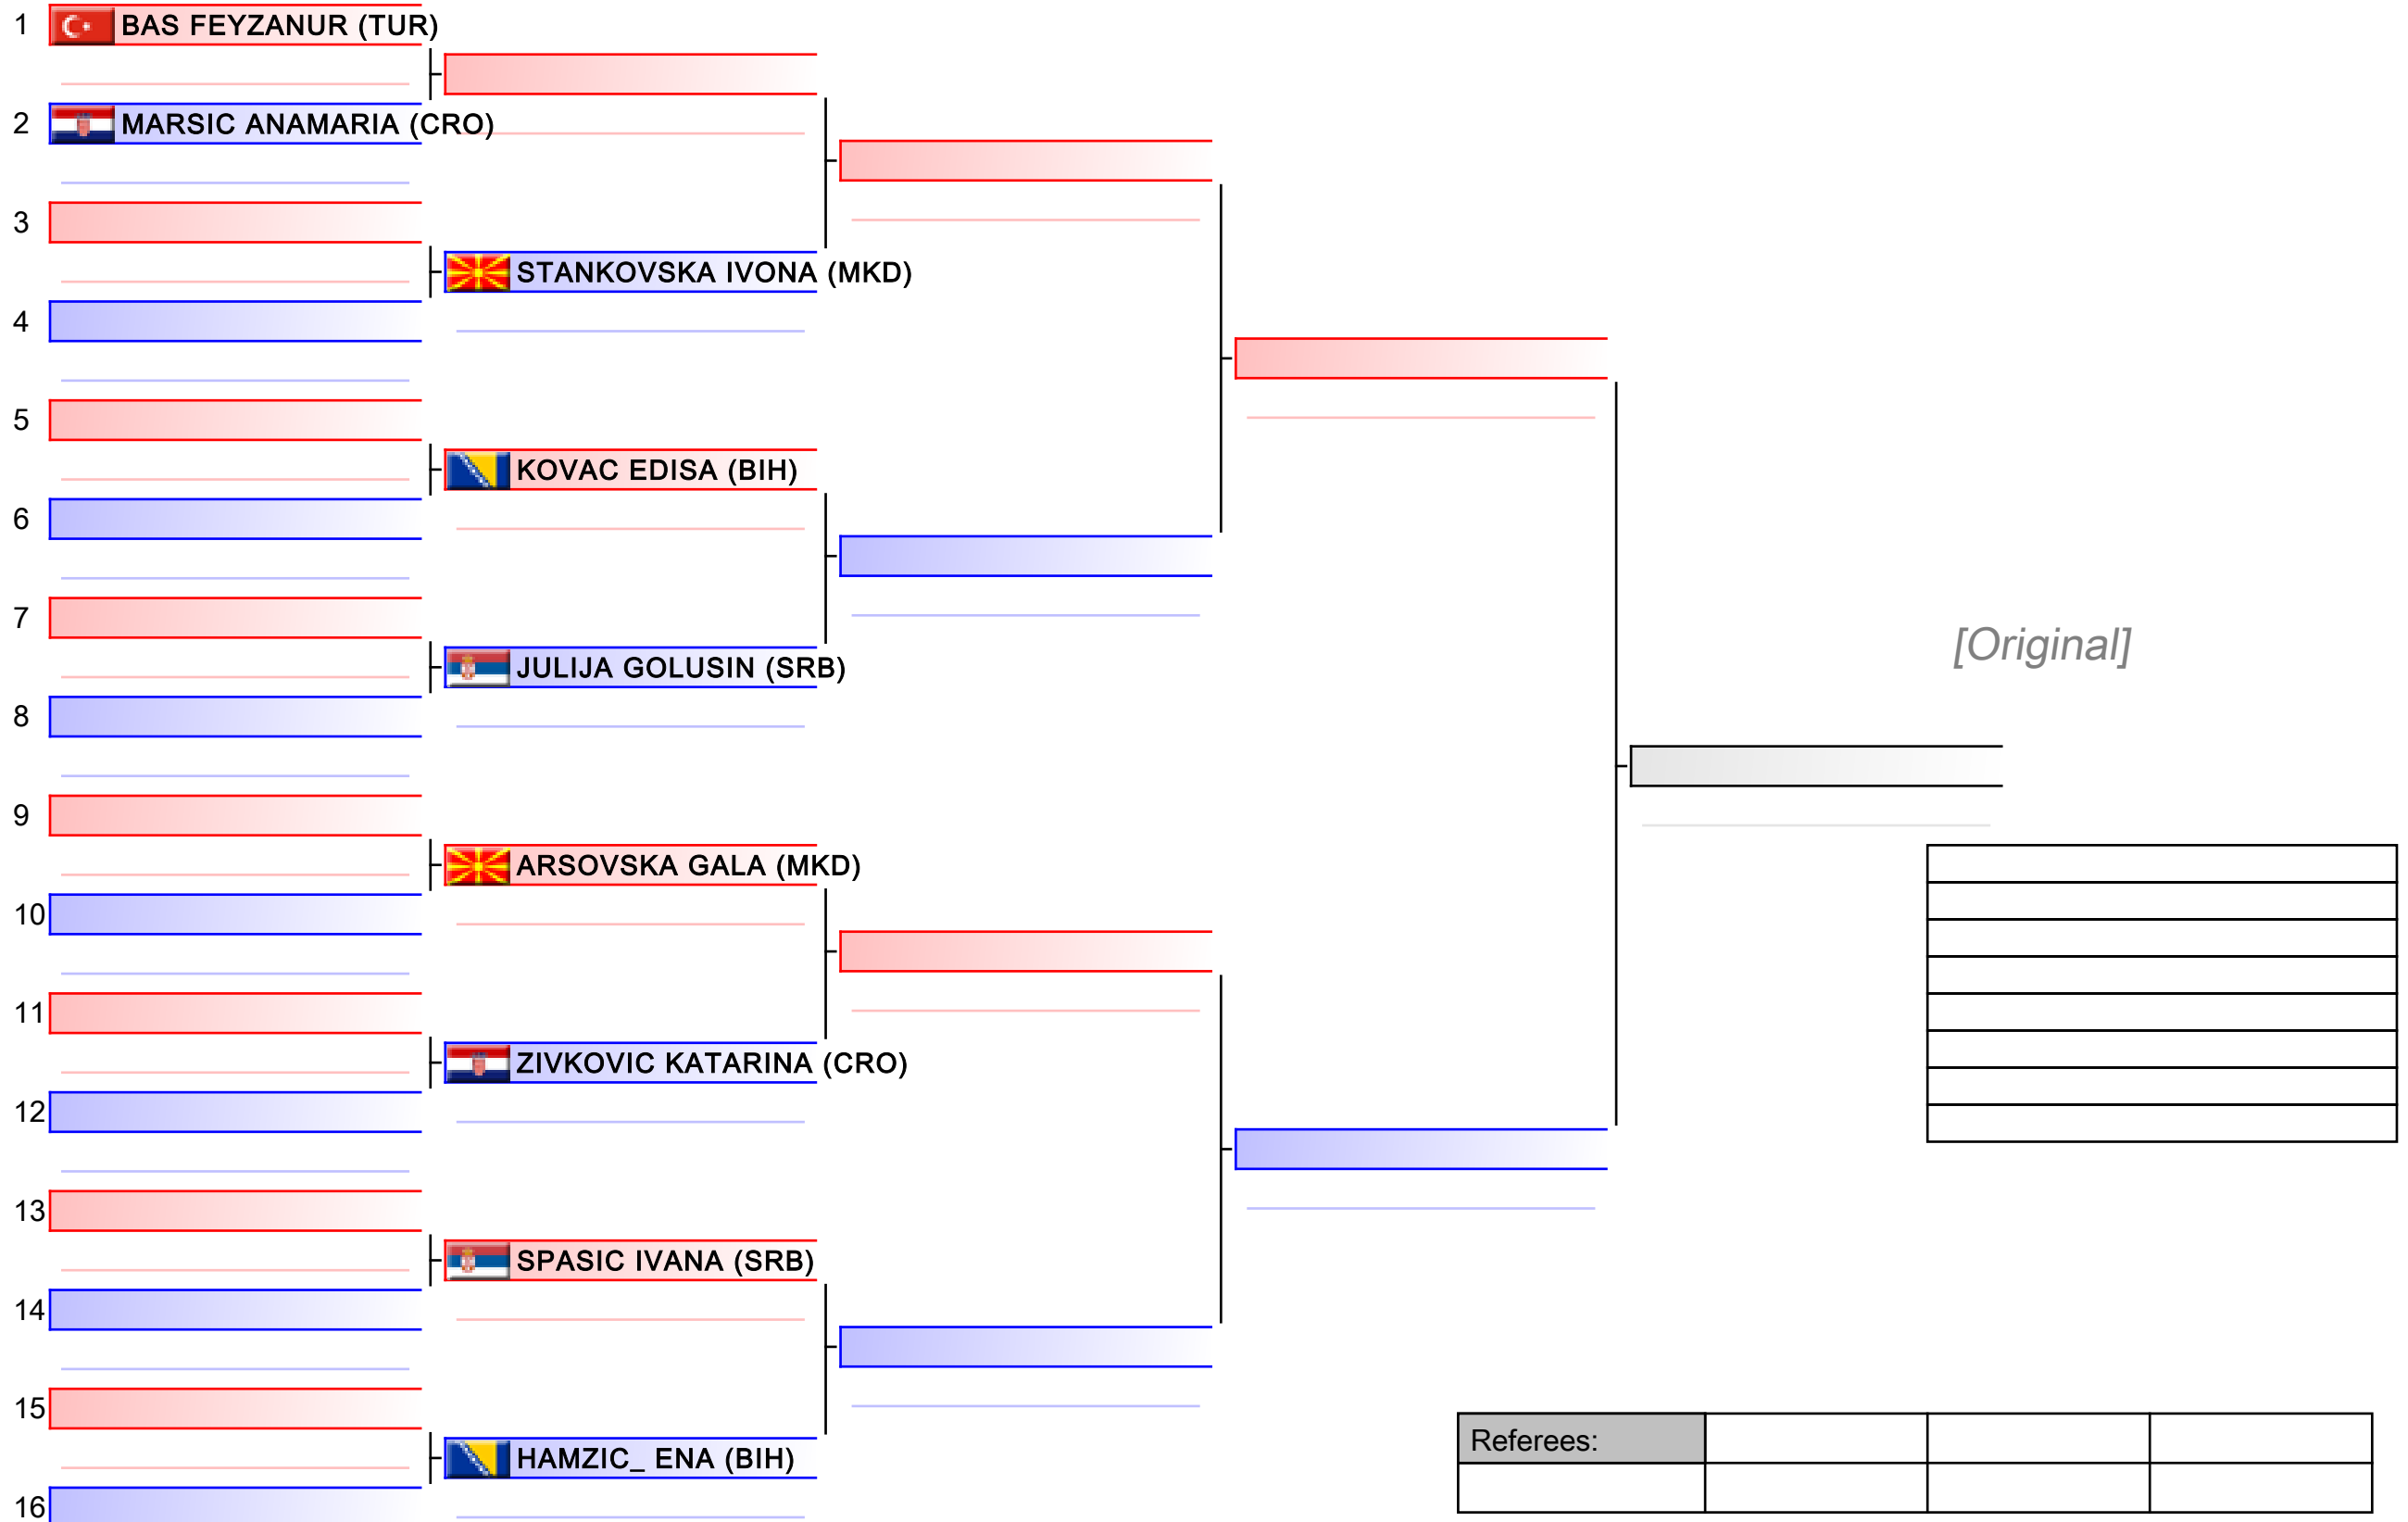 1 BAS FEYZANUR (TUR)
2 MARSIC ANAMARIA (CRO)
3
STANKOVSKA IVONA (MKD)
4
5
KOVAC EDISA (BIH)
6
7
[Original]
JULIJA GOLUSIN (SRB)
8
9
ARSOVSKA GALA (MKD)
10
11
ZIVKOVIC KATARINA (CRO)
12
13
SPASIC IVANA (SRB)
14
15
Referees:
HAMZIC_ ENA (BIH)
16